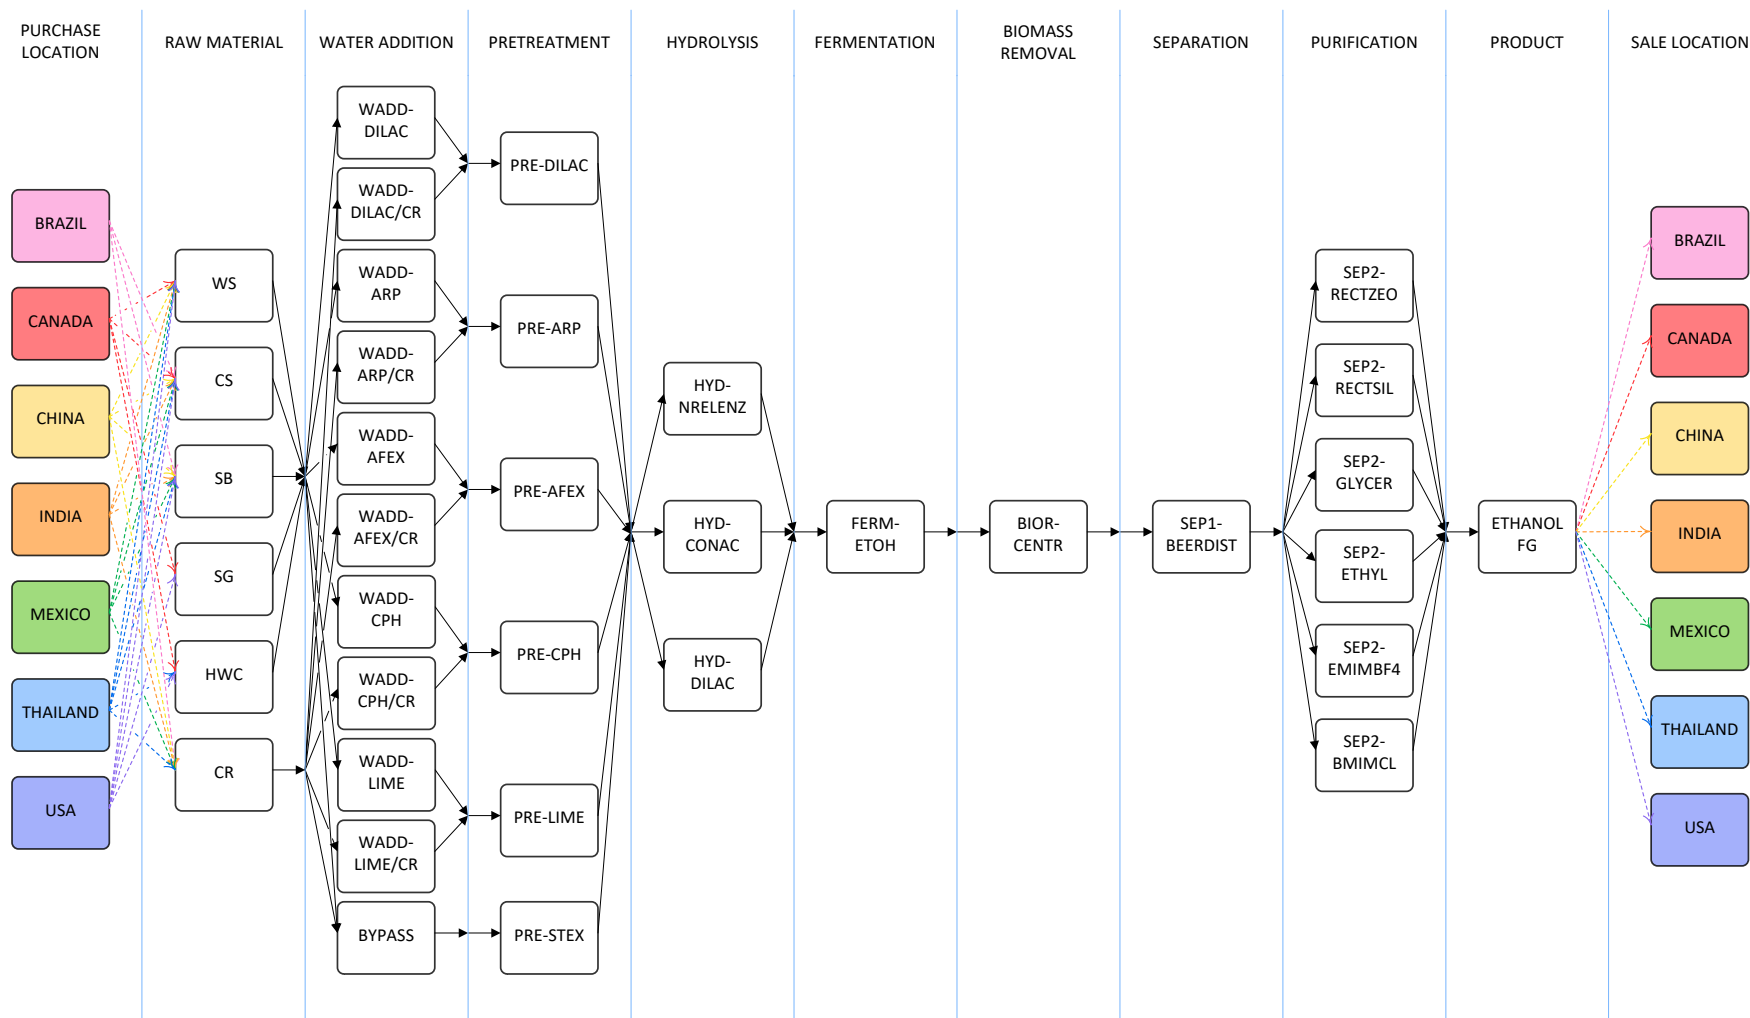 PURCHASE
LOCATION
RAW MATERIAL
WATER ADDITION
PRETREATMENT
HYDROLYSIS
FERMENTATION
BIOMASS
REMOVAL
SEPARATION
PURIFICATION
PRODUCT
SALE LOCATION
BRAZIL
CANADA
CHINA
INDIA
MEXICO
THAILAND
USA
WS
CS
SB
SG
HWC
CR
WADD-
DILAC
WADD-
DILAC/CR
WADD-
ARP
WADD-
ARP/CR
WADD-
AFEX
WADD-
AFEX/CR
WADD-
CPH
WADD-
CPH/CR
WADD-
LIME
WADD-
LIME/CR
BYPASS
PRE-DILAC
PRE-ARP
PRE-AFEX
PRE-CPH
PRE-LIME
PRE-STEX
HYD-
NRELENZ
HYD-
CONAC
HYD-
DILAC
FERM-
ETOH
BIOR-
CENTR
SEP1-
BEERDIST
SEP2-
RECTZEO
SEP2-
RECTSIL
SEP2-
GLYCER
SEP2-
ETHYL
SEP2-
EMIMBF4
SEP2-
BMIMCL
ETHANOL
FG
BRAZIL
CANADA
CHINA
INDIA
MEXICO
THAILAND
USA